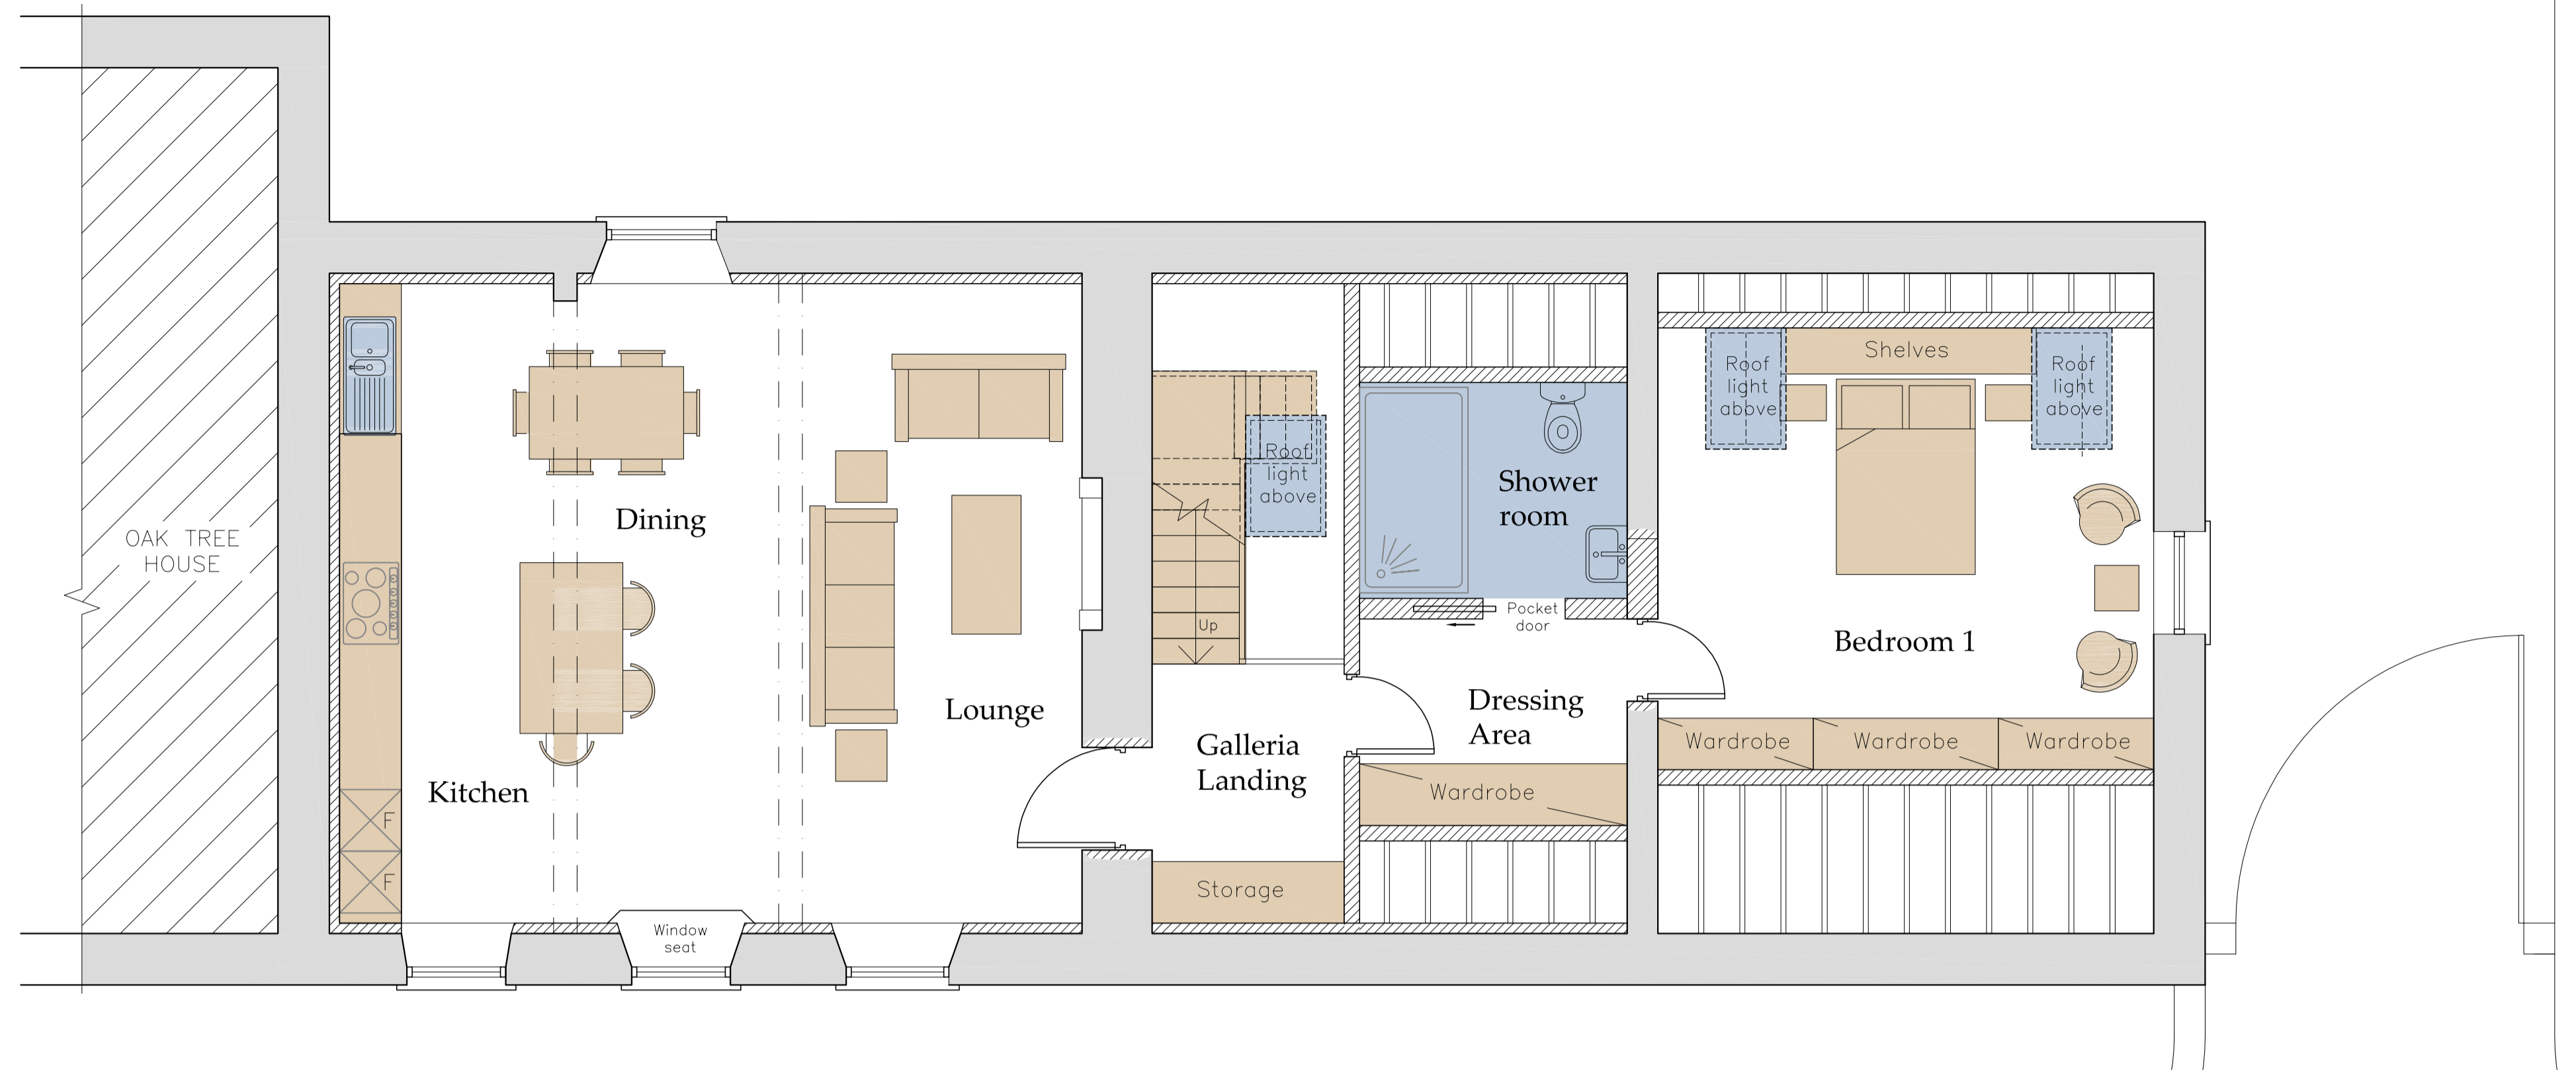 OAK TREE
HOUSE
Kitchen
F
F
Dining
Window
seat
Lounge
Up
Roof
light
above
Galleria
Landing
Storage
Shower
room
Pocket
door
Dressing
Area
Wardrobe
Roof
light
above
Shelves
Roof
light
above
Bedroom 1
Wardrobe
Wardrobe
Wardrobe